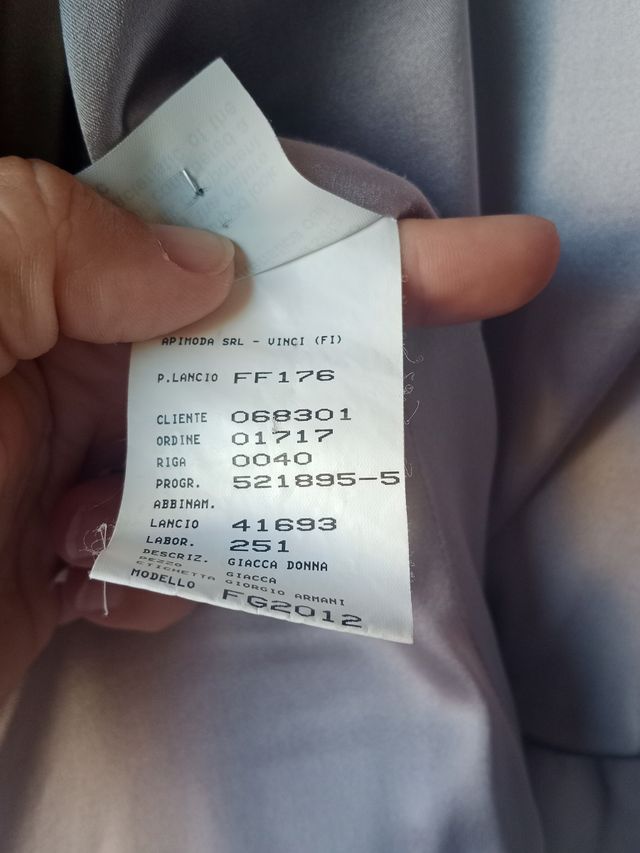 APIMODA SRL - VINCI (FI)
P.LANCIO FF176
CLIENTE 068301
ORDINE 01717
RIGA 0040
PROGR. 521895-5
ABBINAM.
LANCIO 41693
LABOR. 251
DESCRIZ. GIACCA DONNA
PEZZO GIACCA
ETICHETTA GIORGIO ARMANI
MODELLO FG2012